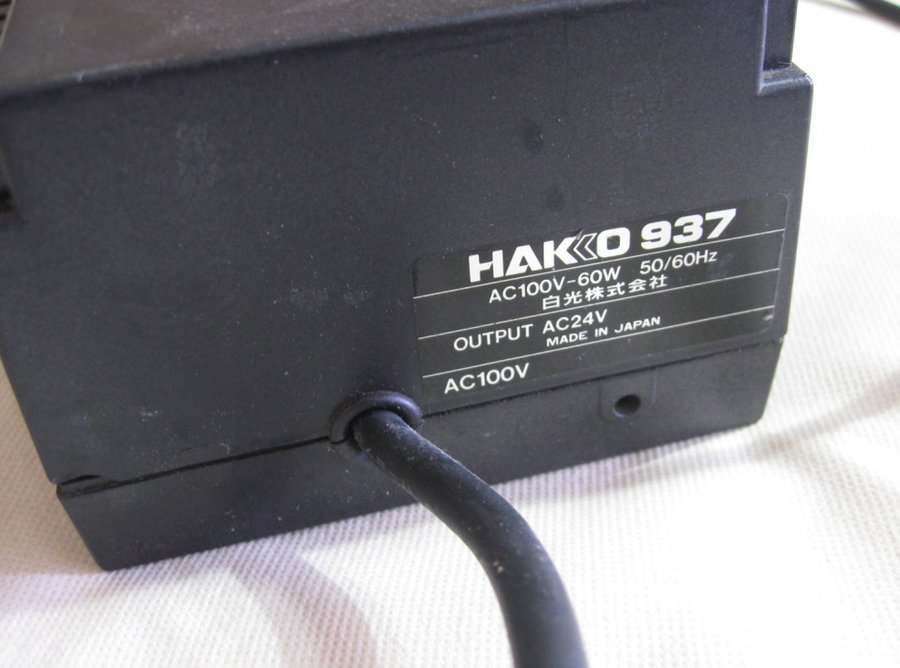 HAKKO 937
AC100V-60W 50/60Hz
白光株式会社
OUTPUT AC24V
MADE IN JAPAN
AC100V